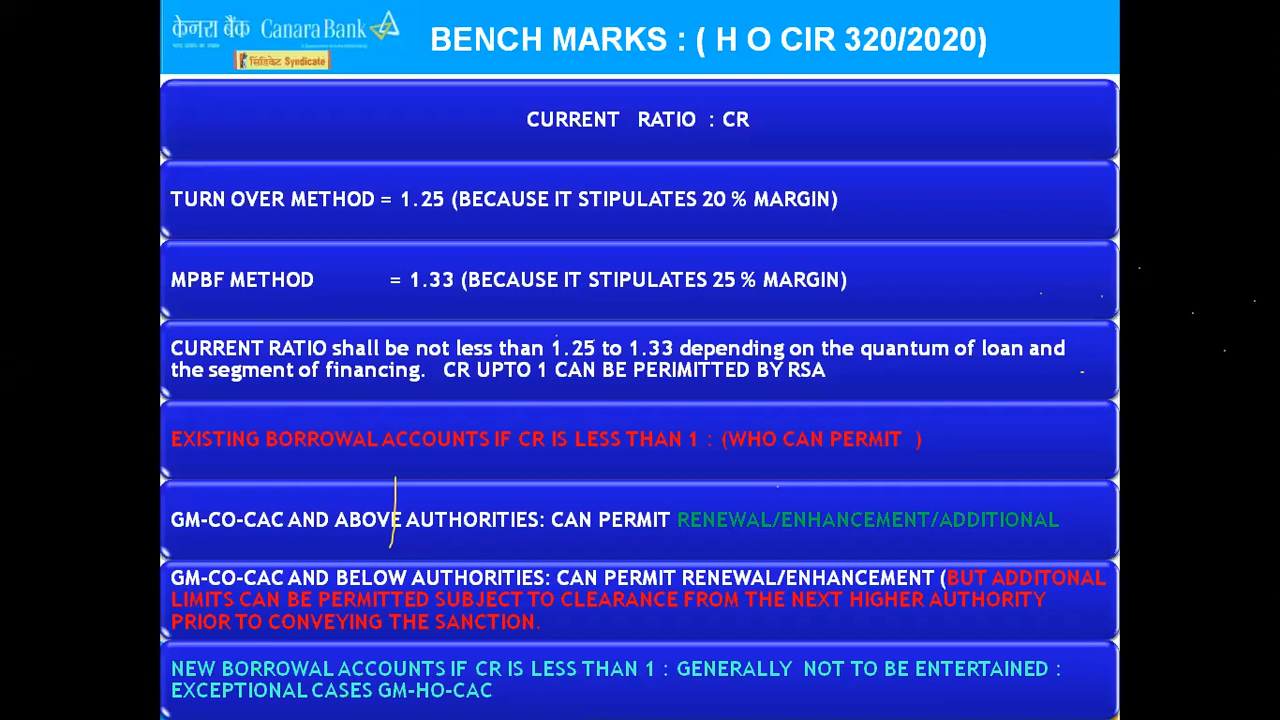 केनरा बैंक Canara Bank
सिंडिकेट Syndicate
BENCH MARKS : ( H O CIR 320/2020)
CURRENT RATIO : CR
TURN OVER METHOD = 1.25 (BECAUSE IT STIPULATES 20 % MARGIN)
MPBF METHOD = 1.33 (BECAUSE IT STIPULATES 25 % MARGIN)
CURRENT RATIO shall be not less than 1.25 to 1.33 depending on the quantum of loan and
the segment of financing. CR UPTO 1 CAN BE PERIMITTED BY RSA
EXISTING BORROWAL ACCOUNTS IF CR IS LESS THAN 1 : (WHO CAN PERMIT )
GM-CO-CAC AND ABOVE AUTHORITIES: CAN PERMIT RENEWAL/ENHANCEMENT/ADDITIONAL
GM-CO-CAC AND BELOW AUTHORITIES: CAN PERMIT RENEWAL/ENHANCEMENT (BUT ADDITONAL
LIMITS CAN BE PERMITTED SUBJECT TO CLEARANCE FROM THE NEXT HIGHER AUTHORITY
PRIOR TO CONVEYING THE SANCTION.
NEW BORROWAL ACCOUNTS IF CR IS LESS THAN 1 : GENERALLY NOT TO BE ENTERTAINED :
EXCEPTIONAL CASES GM-HO-CAC